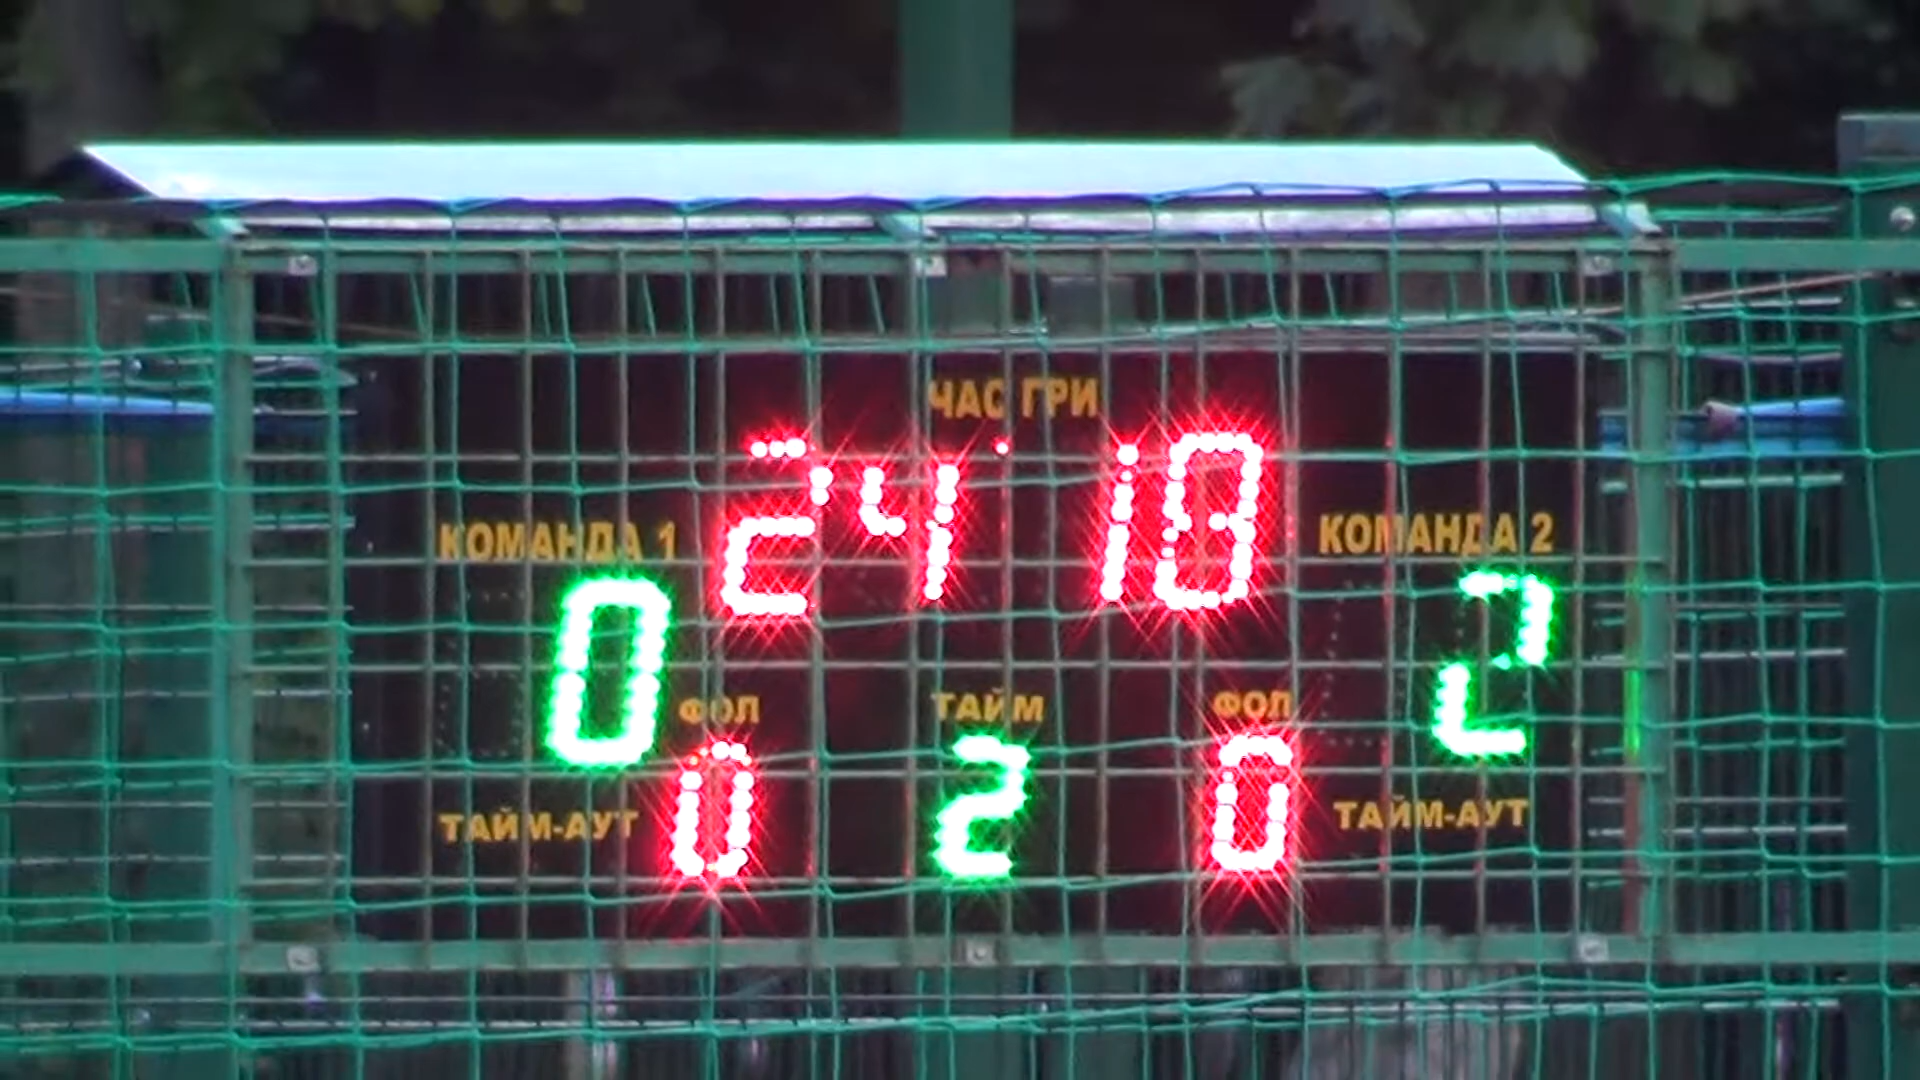 ЧАС ГРИ
24 18
КОМАНДА 1
КОМАНДА 2
0
2
ФОЛ
ТАЙМ
ФОЛ
0
2
0
ТАЙМ-АУТ
ТАЙМ-АУТ